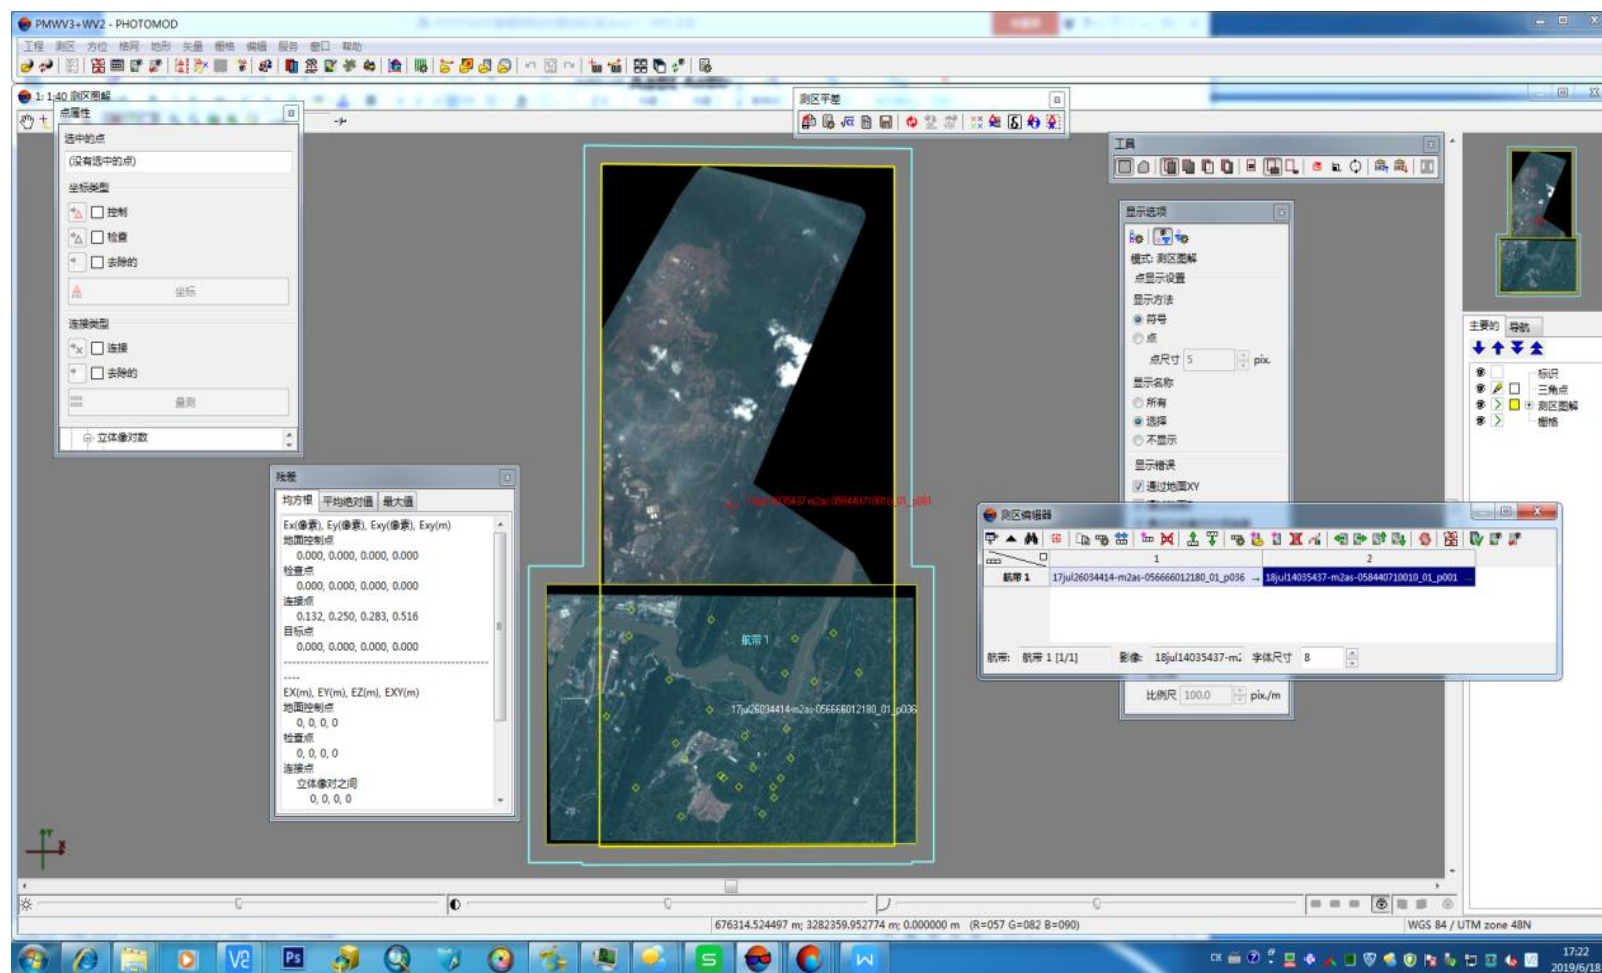 PMWV3+WV2 - PHOTOMOD
工程 测区 方位 格网 地形 矢量 栅格 编辑 服务 窗口 帮助
1: 1:40 测区图解
点属性
选中的点
(没有选中的点)
坐标类型
控制
检查
去除的
坐标
连接类型
连接
去除的
量测
立体像对数
测区平差
工具
显示选项
模式: 测区图解
点显示设置
显示方法
符号
点
点尺寸 5 pix.
显示名称
所有
选择
不显示
显示错误
通过地面XY
比例尺 100.0 pix./m
主要的 导航
标识
三角点
测区图解
栅格
残差
均方根 平均绝对值 最大值
Ex(像素), Ey(像素), Exy(像素), Exy(m)
地面控制点
0.000, 0.000, 0.000, 0.000
检查点
0.000, 0.000, 0.000, 0.000
连接点
0.132, 0.250, 0.283, 0.516
目标点
0.000, 0.000, 0.000, 0.000
----
EX(m), EY(m), EZ(m), EXY(m)
地面控制点
0, 0, 0, 0
检查点
0, 0, 0, 0
连接点
立体像对之间
0, 0, 0, 0
航带 1
17jul26034414-m2as-056666012180_01_p036
测区编辑器
1 2
航带 1 17jul26034414-m2as-056666012180_01_p036 18jul14035437-m2as-058440710010_01_p001
航带: 航带 1 [1/1] 影像: 18jul14035437-m 字体尺寸 8
676314.524497 m; 3282359.952774 m; 0.000000 m (R=057 G=082 B=090)
WGS 84 / UTM zone 48N
CK
17:22
2019/6/18